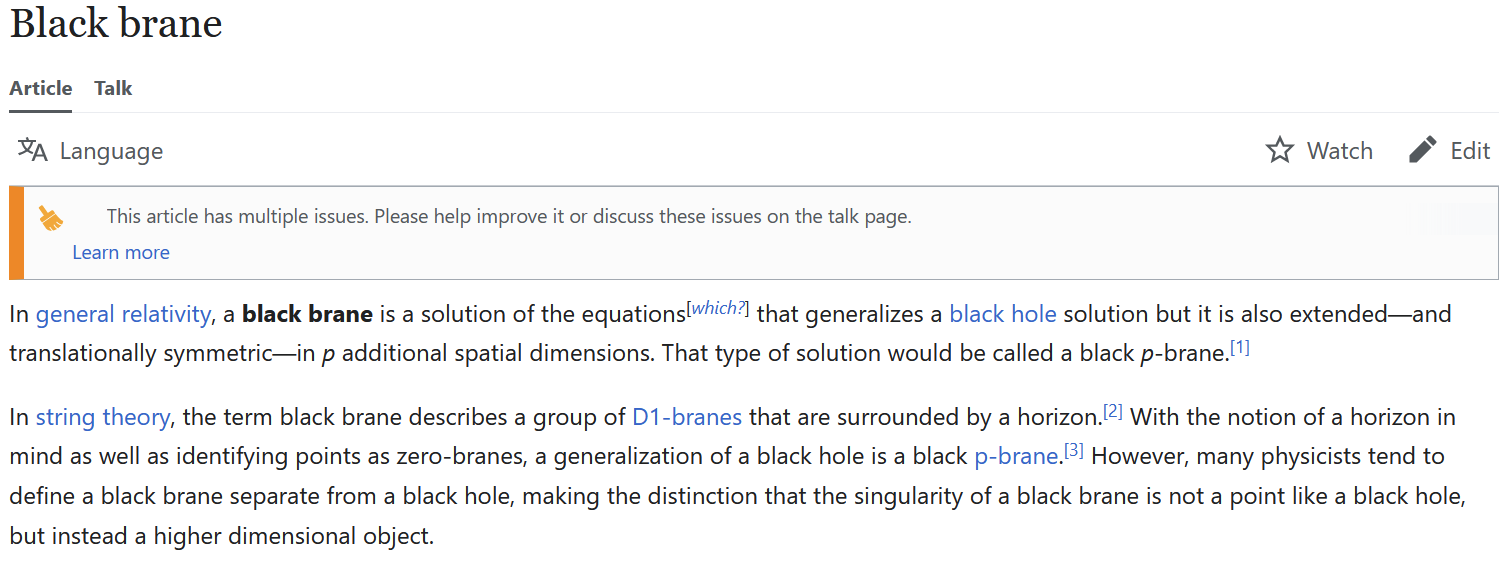 Black brane
Article Talk
Language Watch Edit
This article has multiple issues. Please help improve it or discuss these issues on the talk page.
Learn more
In general relativity, a black brane is a solution of the equations[which?] that generalizes a black hole solution but it is also extended—and
translationally symmetric—in p additional spatial dimensions. That type of solution would be called a black p-brane.[1]
In string theory, the term black brane describes a group of D1-branes that are surrounded by a horizon.[2] With the notion of a horizon in
mind as well as identifying points as zero-branes, a generalization of a black hole is a black p-brane.[3] However, many physicists tend to
define a black brane separate from a black hole, making the distinction that the singularity of a black brane is not a point like a black hole,
but instead a higher dimensional object.